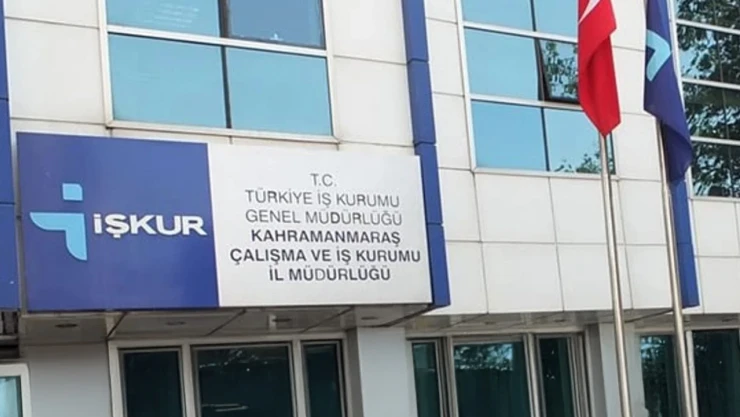 İŞKUR
T.C.
TÜRKİYE İŞ KURUMU
GENEL MÜDÜRLÜĞÜ
KAHRAMANMARAŞ
ÇALIŞMA VE İŞ KURUMU
İL MÜDÜRLÜĞÜ